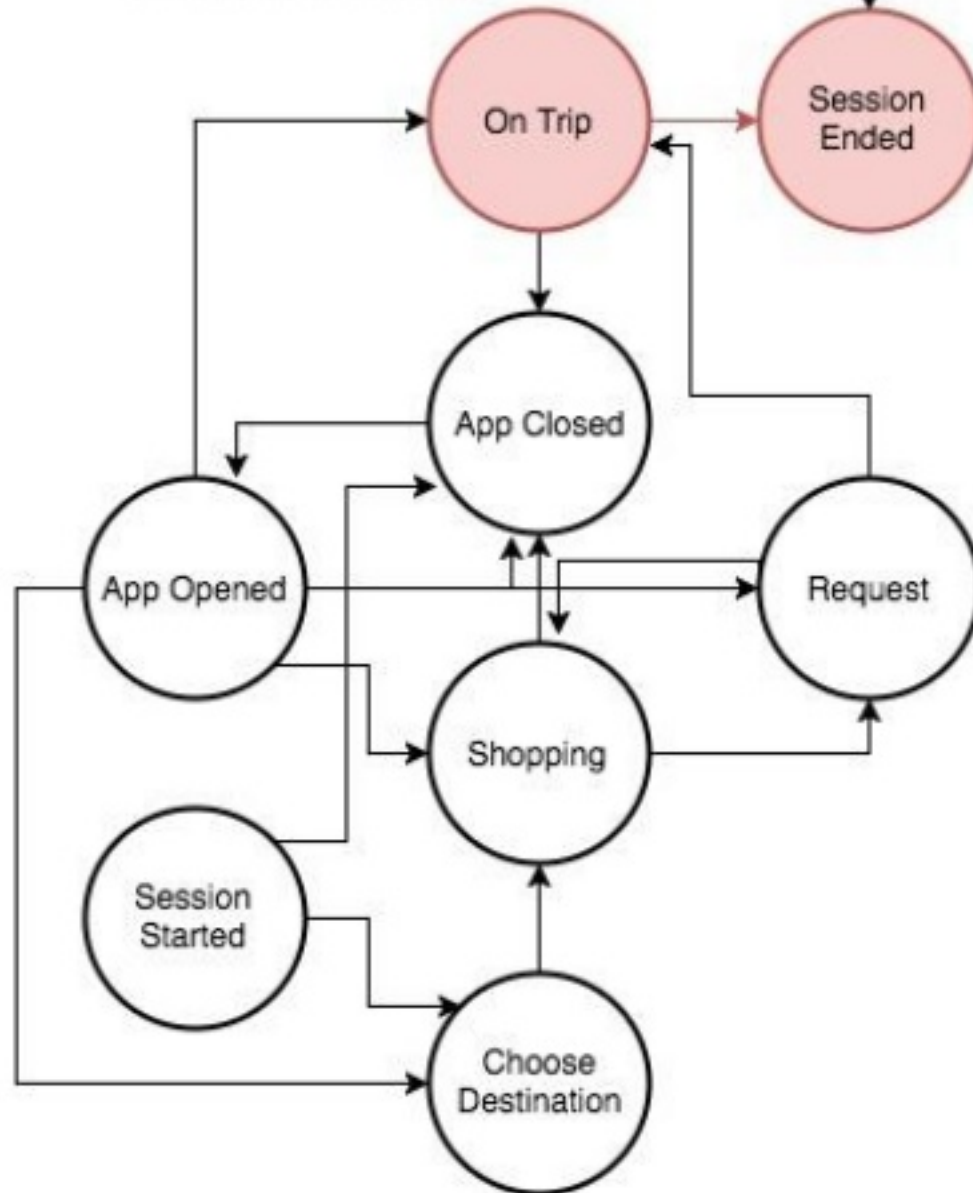 On Trip
Session
Ended
App Closed
App Opened
Request
Shopping
Session
Started
Choose
Destination